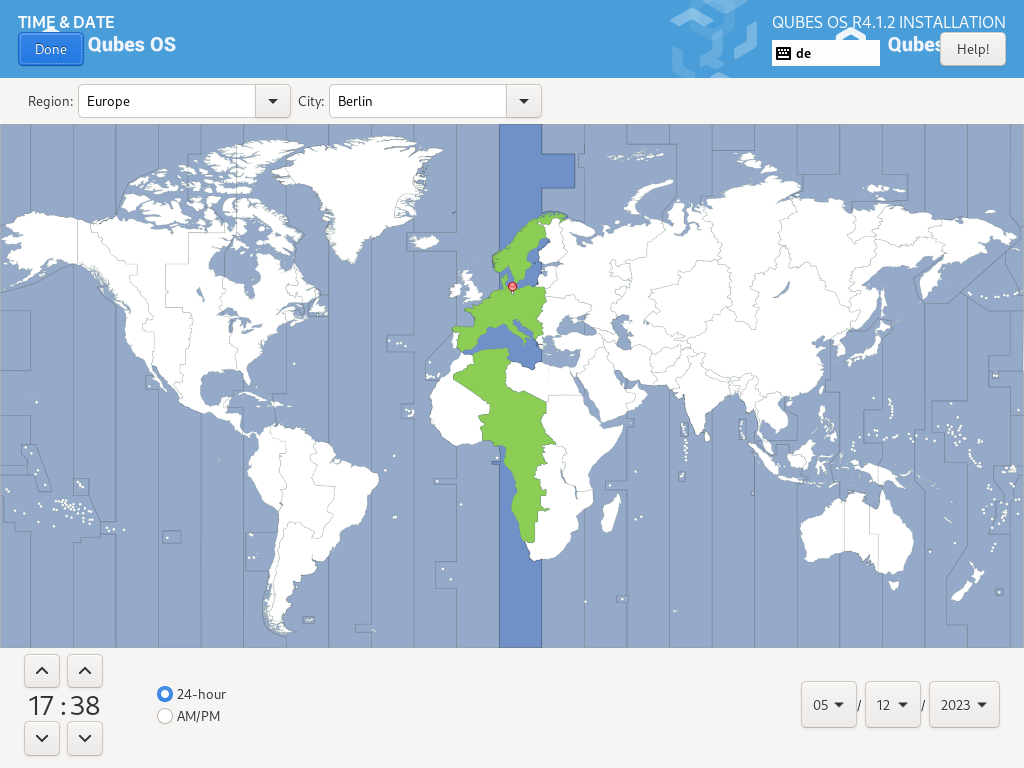 TIME & DATE
QUBES OS R4.1.2 INSTALLATION
Done
Qubes OS
de
Qubes
Help!
Region:
Europe
City:
Berlin
17 : 38
24-hour
AM/PM
05 / 12 / 2023